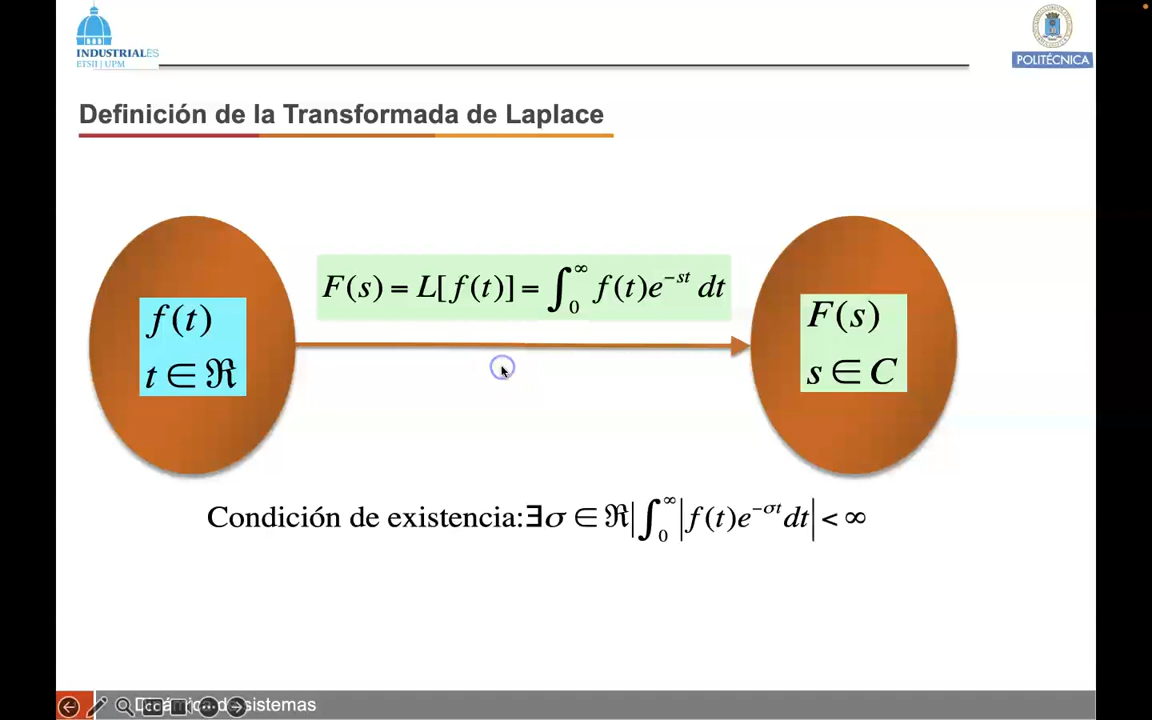 INDUSTRIALES
ETSII | UPM
POLITÉCNICA
Definición de la Transformada de Laplace
F(s) = L[f(t)] = ∫₀^∞ f(t)e^{−st} dt
f(t)
t ∈ ℜ
F(s)
s ∈ C
Condición de existencia:∃σ ∈ ℜ|∫₀^∞|f(t)e^{−σt}dt| < ∞
sistemas